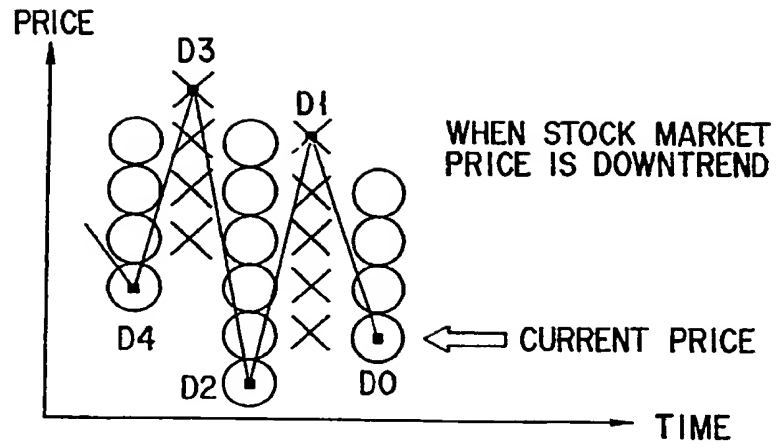 PRICE
D3
D1
WHEN STOCK MARKET
PRICE IS DOWNTREND
D4
CURRENT PRICE
D2
D0
TIME